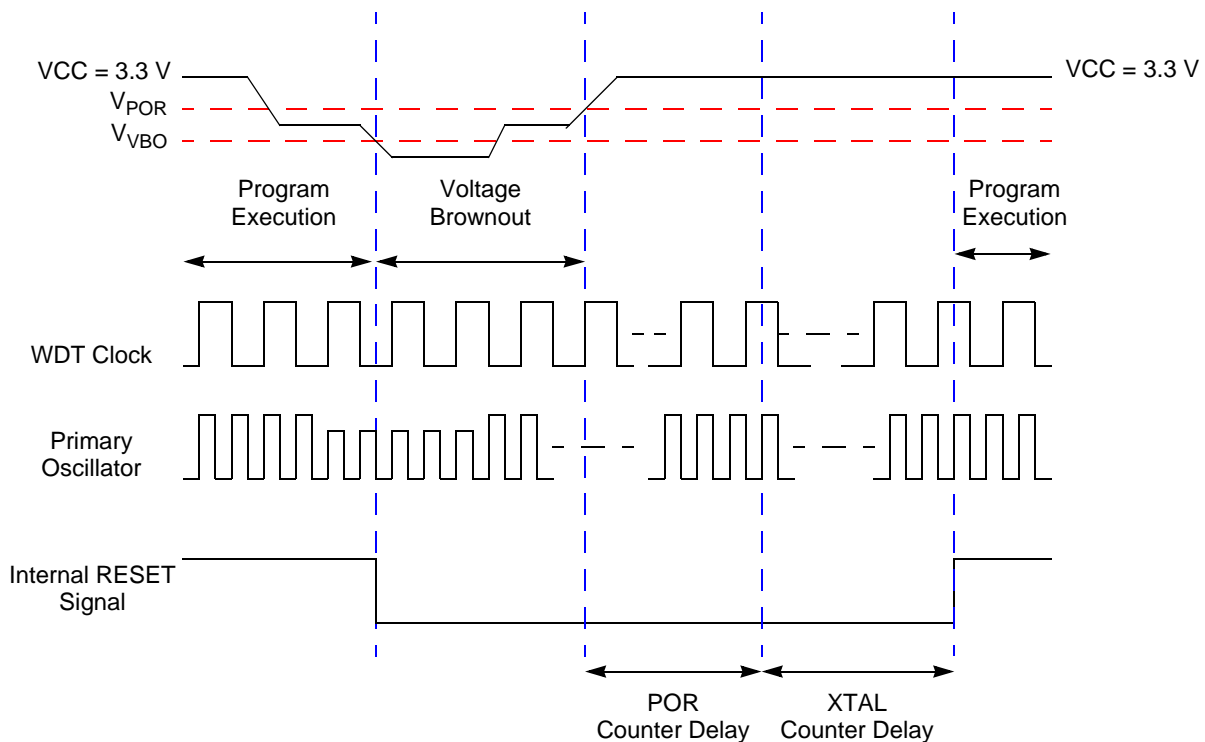 VCC = 3.3 V
VCC = 3.3 V
VPOR
VVBO
Program
Execution
Voltage
Brownout
Program
Execution
WDT Clock
Primary
Oscillator
Internal RESET
Signal
POR
Counter Delay
XTAL
Counter Delay